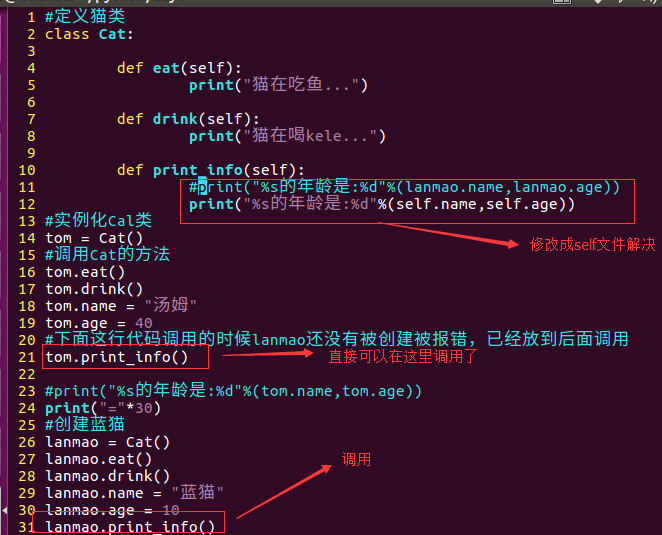 1 #定义猫类
2 class Cat:
3
4 def eat(self):
5 print("猫在吃鱼...")
6
7 def drink(self):
8 print("猫在喝kele...")
9
10 def print_info(self):
11 #print("%s的年龄是:%d"%(lanmao.name,lanmao.age))
12 print("%s的年龄是:%d"%(self.name,self.age))
13 #实例化Cal类
14 tom = Cat()
修改成self文件解决
15 #调用Cat的方法
16 tom.eat()
17 tom.drink()
18 tom.name = "汤姆"
19 tom.age = 40
20 #下面这行代码调用的时候lanmao还没有被创建被报错，已经放到后面调用
21 tom.print_info()
直接可以在这里调用了
22
23 #print("%s的年龄是:%d"%(tom.name,tom.age))
24 print("="*30)
25 #创建蓝猫
26 lanmao = Cat()
27 lanmao.eat()
调用
28 lanmao.drink()
29 lanmao.name = "蓝猫"
30 lanmao.age = 10
31 lanmao.print_info()